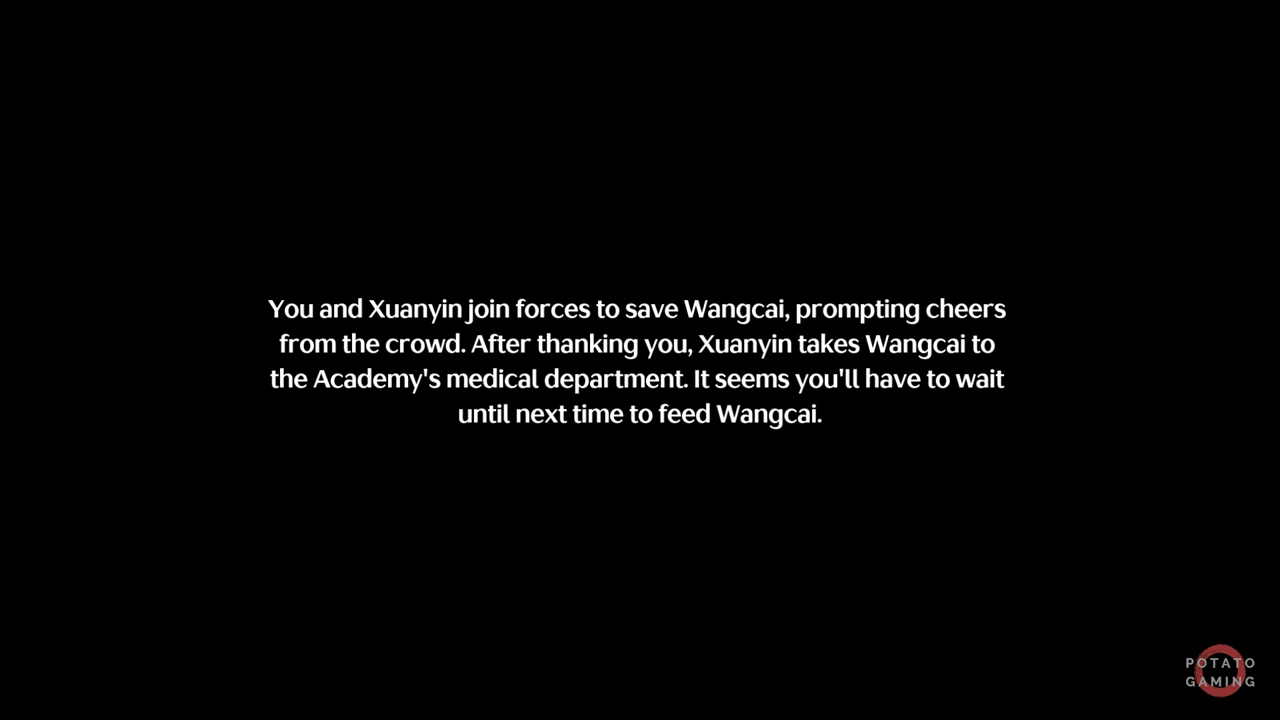 You and Xuanyin join forces to save Wangcai, prompting cheers
from the crowd. After thanking you, Xuanyin takes Wangcai to
the Academy's medical department. It seems you'll have to wait
until next time to feed Wangcai.
POTATO
GAMING